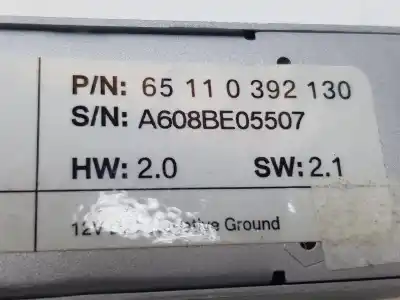 P/N: 65 11 0 392 130
S/N: A608BE05507
HW: 2.0 SW: 2.1
12V Ground